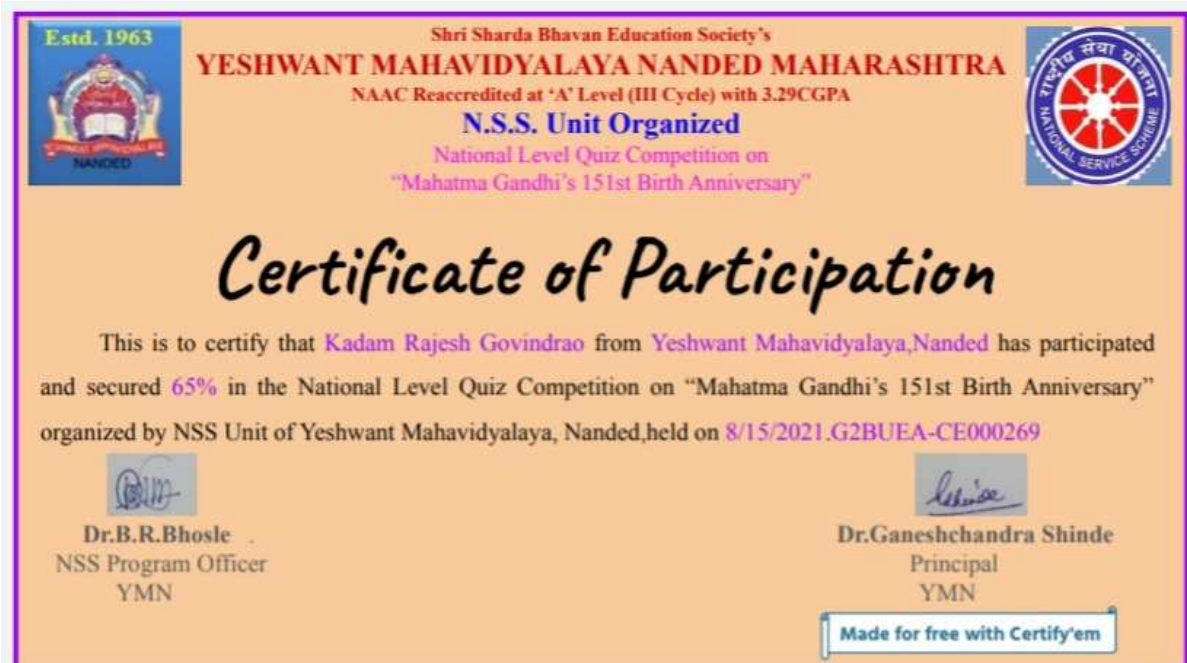 Estd. 1963
YESHWANT MAHAVIDYALAYA
NANDED
Shri Sharda Bhavan Education Society's
YESHWANT MAHAVIDYALAYA NANDED MAHARASHTRA
NAAC Reaccredited at ‘A’ Level (III Cycle) with 3.29CGPA
N.S.S. Unit Organized
National Level Quiz Competition on
“Mahatma Gandhi’s 151st Birth Anniversary”
राष्ट्रीय सेवा योजना
NATIONAL SERVICE SCHEME
Certificate of Participation
This is to certify that Kadam Rajesh Govindrao from Yeshwant Mahavidyalaya,Nanded has participated
and secured 65% in the National Level Quiz Competition on “Mahatma Gandhi’s 151st Birth Anniversary”
organized by NSS Unit of Yeshwant Mahavidyalaya, Nanded,held on 8/15/2021.G2BUEA-CE000269
Dr.B.R.Bhosle
NSS Program Officer
YMN
Shinde
Dr.Ganeshchandra Shinde
Principal
YMN
Made for free with Certify'em